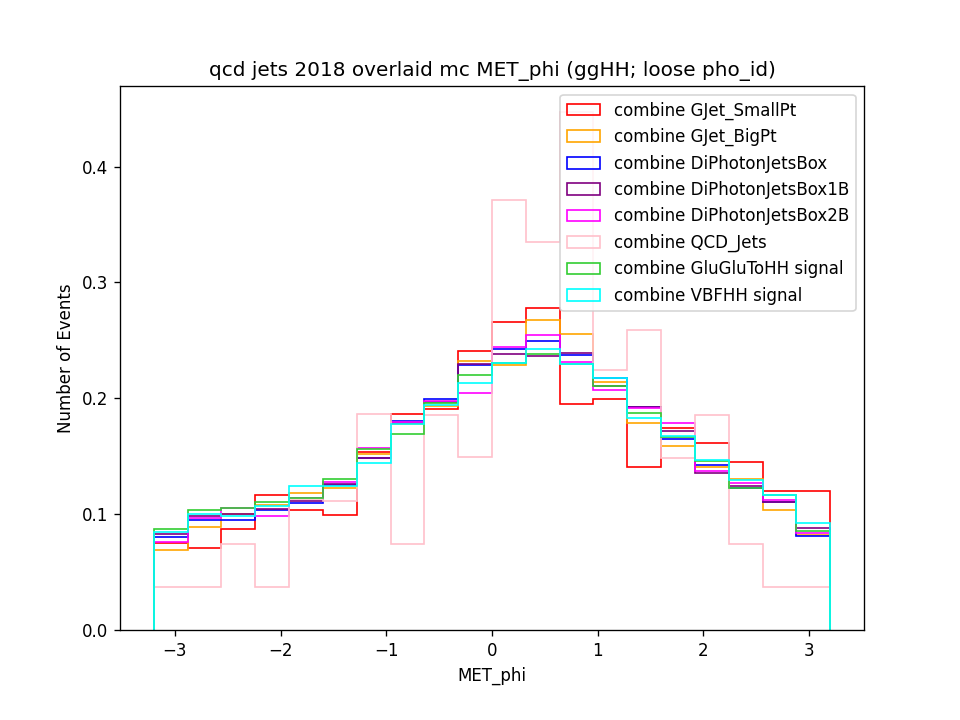 qcd jets 2018 overlaid mc MET_phi (ggHH; loose pho_id)
combine GJet_SmallPt
combine GJet_BigPt
combine DiPhotonJetsBox
combine DiPhotonJetsBox1B
combine DiPhotonJetsBox2B
combine QCD_Jets
combine GluGluToHH signal
combine VBFHH signal
Number of Events
0.4
0.3
0.2
0.1
0.0
−3 −2 −1 0 1 2 3
MET_phi